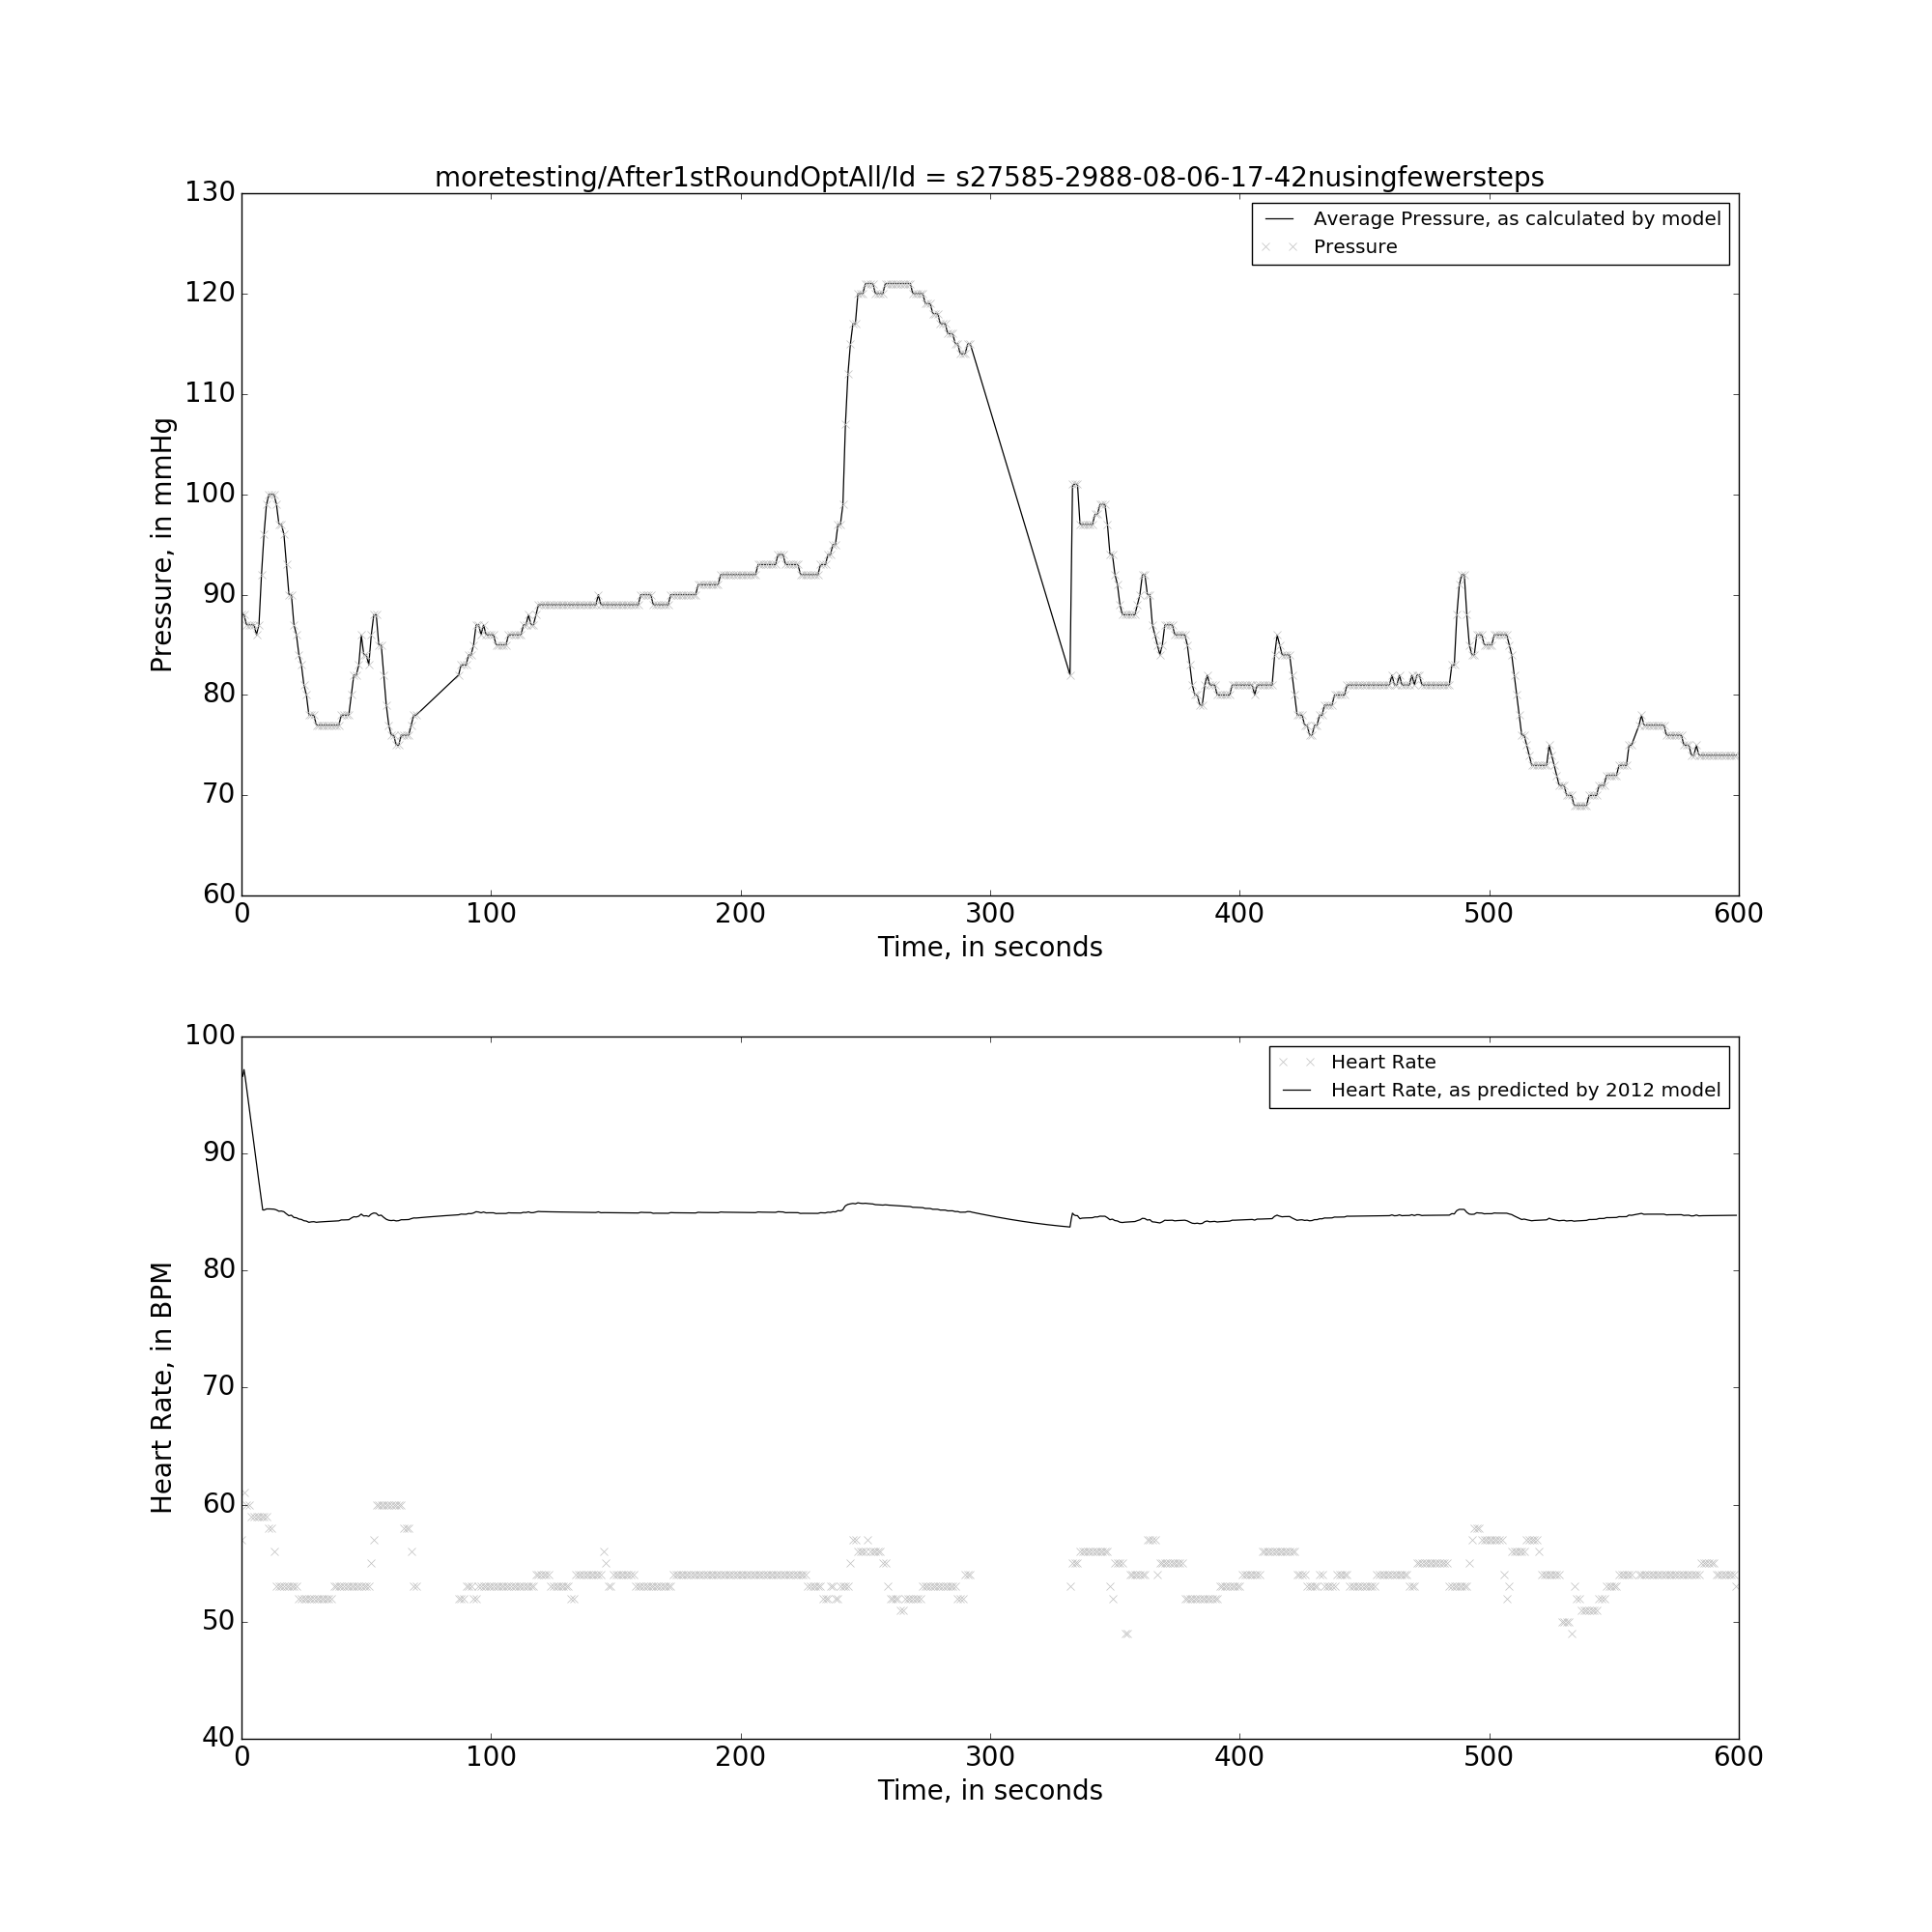 moretesting/After1stRoundOptAll/Id = s27585-2988-08-06-17-42nusingfewersteps
130
120
110
100
90
80
70
60
Pressure, in mmHg
Average Pressure, as calculated by model
Pressure
0 100 200 300 400 500 600
Time, in seconds
100
90
80
70
60
50
40
Heart Rate, in BPM
Heart Rate
Heart Rate, as predicted by 2012 model
0 100 200 300 400 500 600
Time, in seconds